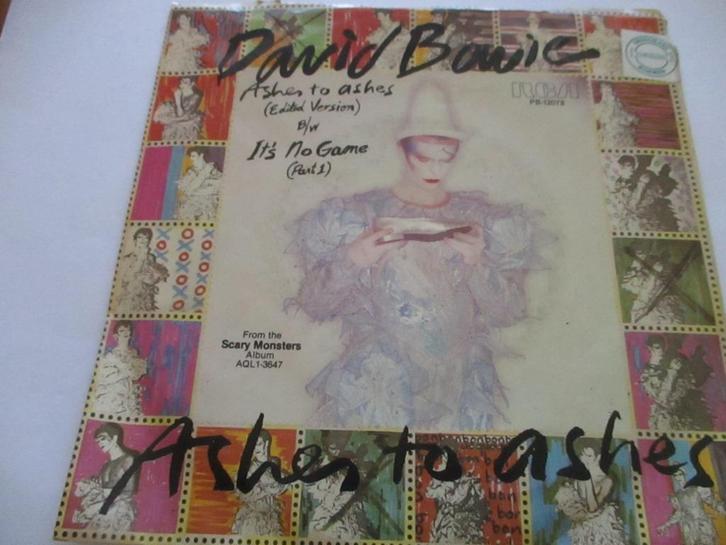 David Bowie
Ashes to ashes
(Edited Version)
B/W
It's No Game
(Part 1)
RCA
PB-12078
From the
Scary Monsters
Album
AQL1-3647
Ashes to ashes